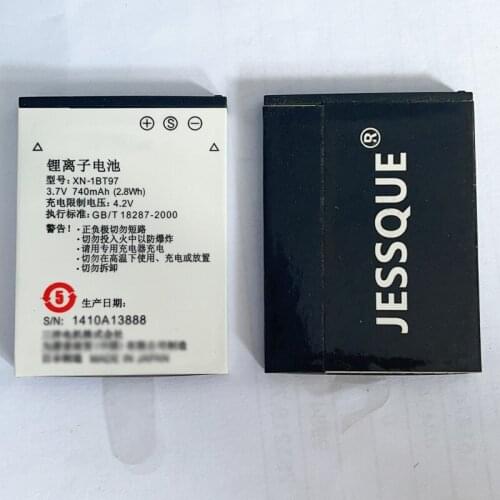 + S -
锂离子电池
型号: XN-1BT97
3.7V 740mAh (2.8Wh)
充电限制电压: 4.2V
执行标准: GB/T 18287-2000
正负极切勿短路
切勿投入火中以防爆炸
请用专用充电器充电
切勿在高温下使用、充电或放置
切勿拆卸
5
生产日期:
S/N: 1410A13888
MADE IN JAPAN
JESSQUE®